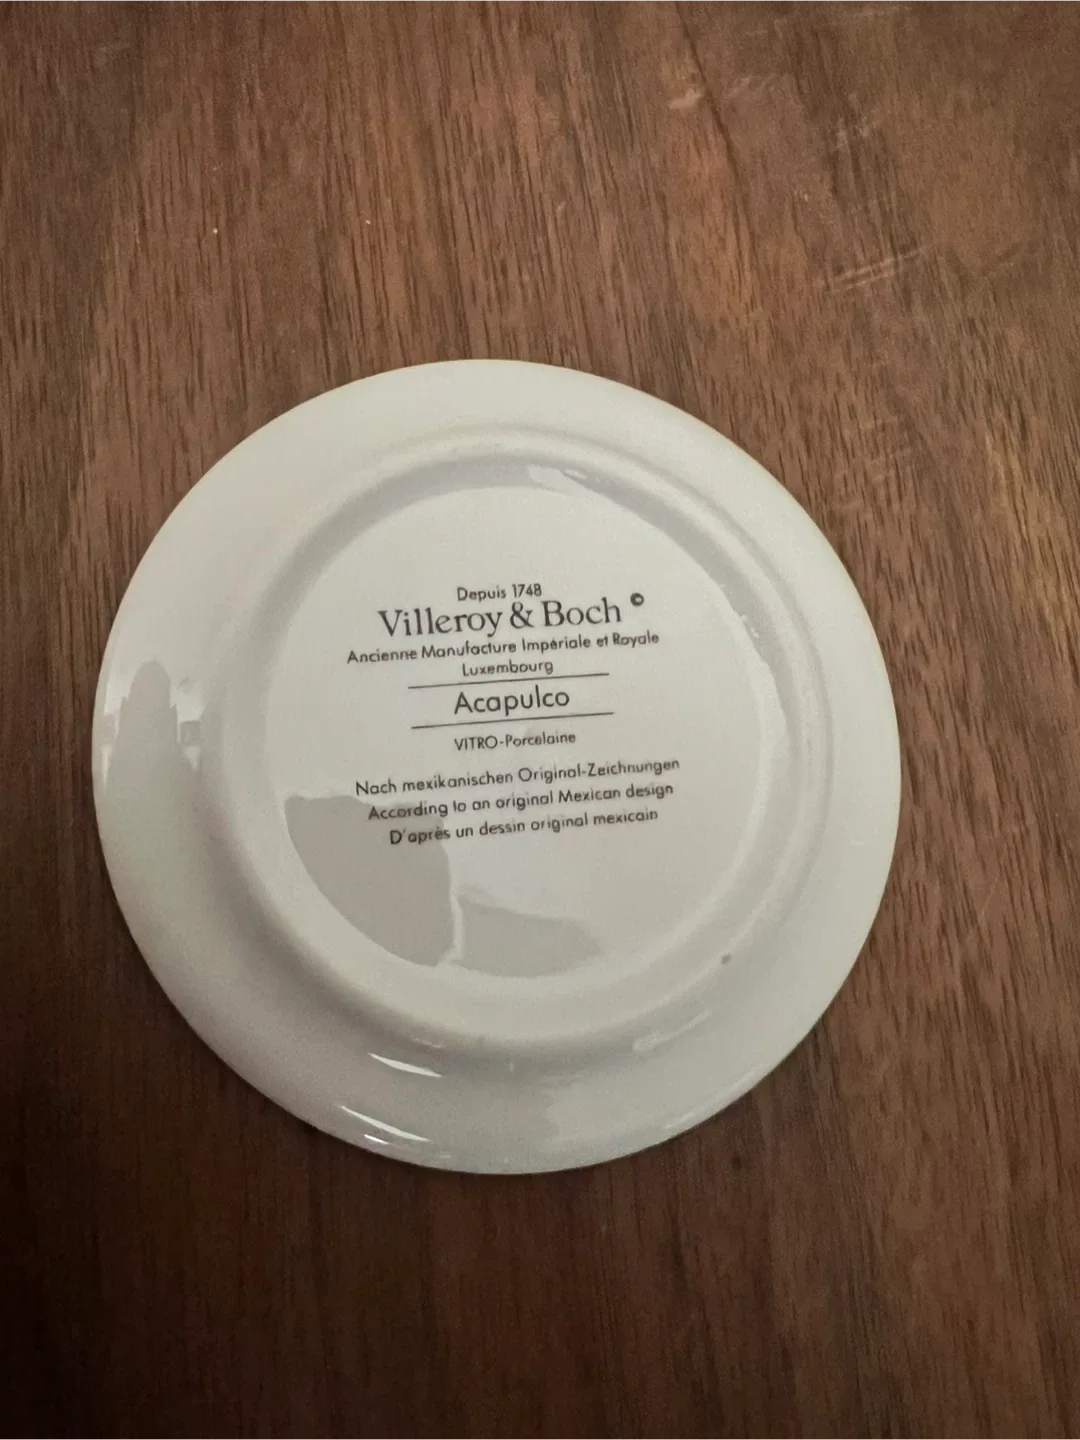 Depuis 1748
Villeroy & Boch ©
Ancienne Manufacture Impériale et Royale
Luxembourg
Acapulco
VITRO-Porcelaine
Nach mexikanischen Original-Zeichnungen
According to an original Mexican design
D'après un dessin original mexicain